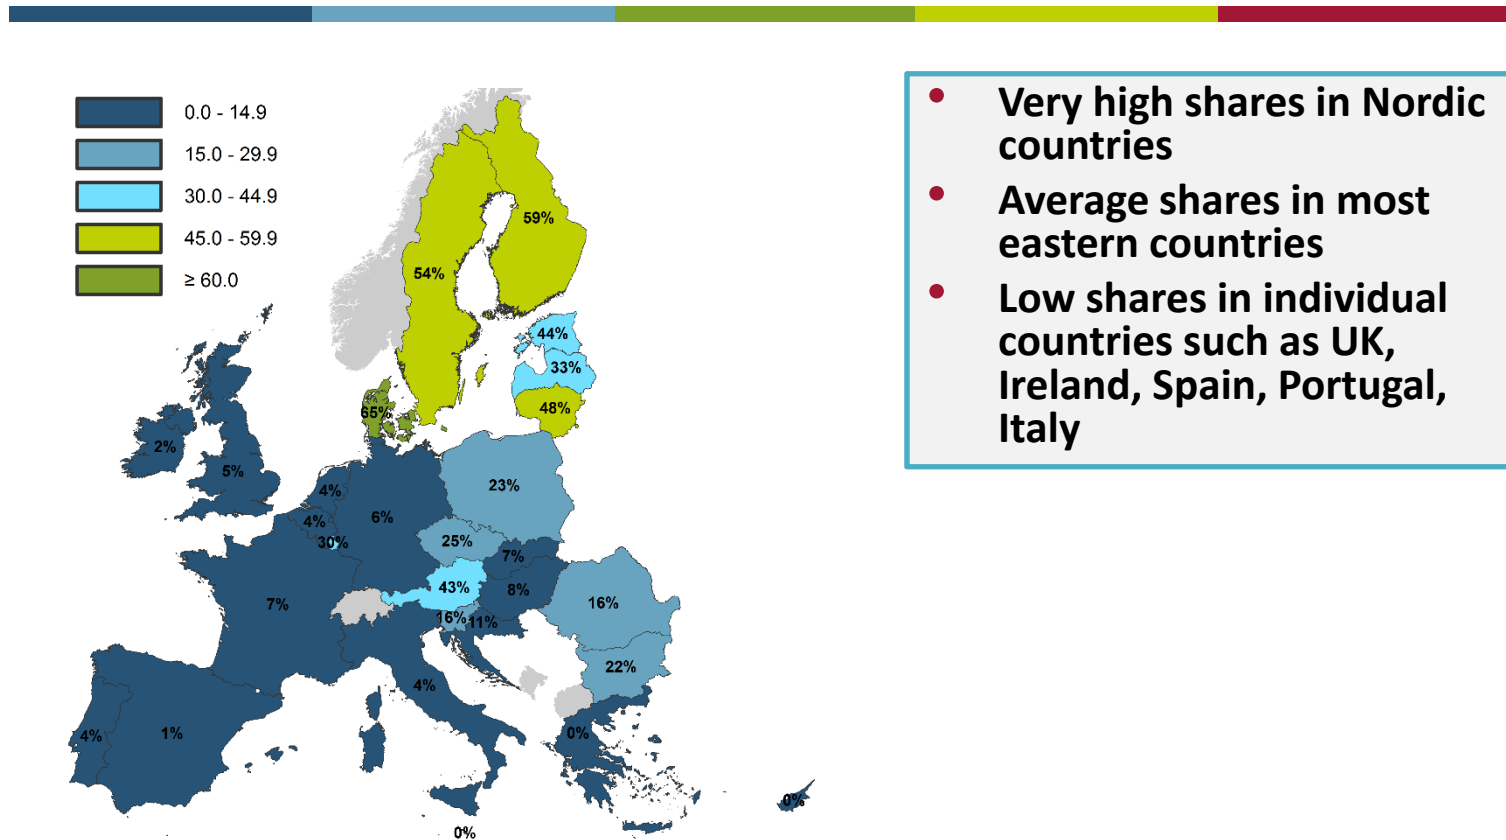 0.0 - 14.9
15.0 - 29.9
30.0 - 44.9
45.0 - 59.9
≥ 60.0
59%
54%
44%
33%
48%
65%
2%
5%
4%
4%
30%
6%
23%
25%
7%
43%
8%
7%
16%
16%
11%
22%
4%
4%
1%
0%
0%
0%
• Very high shares in Nordic
countries
• Average shares in most
eastern countries
• Low shares in individual
countries such as UK,
Ireland, Spain, Portugal,
Italy